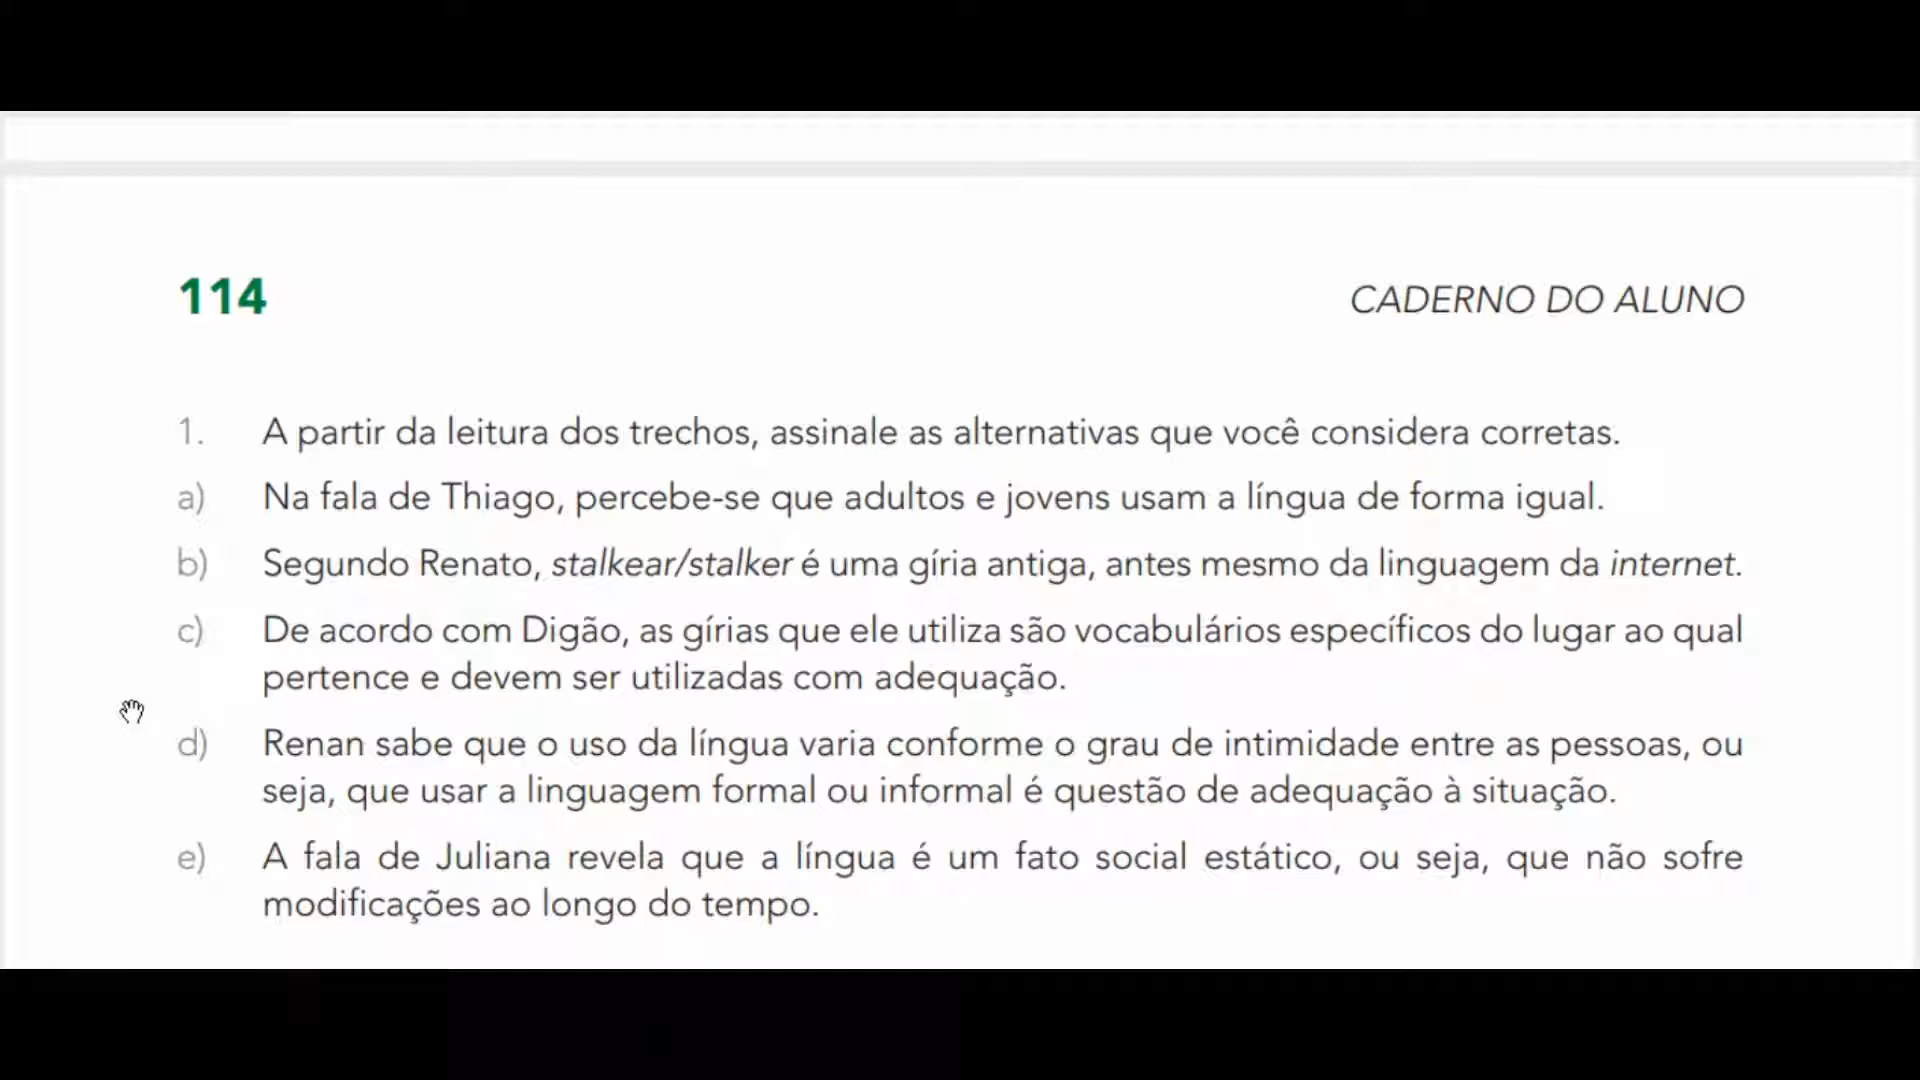 114
CADERNO DO ALUNO
1. A partir da leitura dos trechos, assinale as alternativas que você considera corretas.
a) Na fala de Thiago, percebe-se que adultos e jovens usam a língua de forma igual.
b) Segundo Renato, stalkear/stalker é uma gíria antiga, antes mesmo da linguagem da internet.
c) De acordo com Digão, as gírias que ele utiliza são vocabulários específicos do lugar ao qual
pertence e devem ser utilizadas com adequação.
d) Renan sabe que o uso da língua varia conforme o grau de intimidade entre as pessoas, ou
seja, que usar a linguagem formal ou informal é questão de adequação à situação.
e) A fala de Juliana revela que a língua é um fato social estático, ou seja, que não sofre
modificações ao longo do tempo.